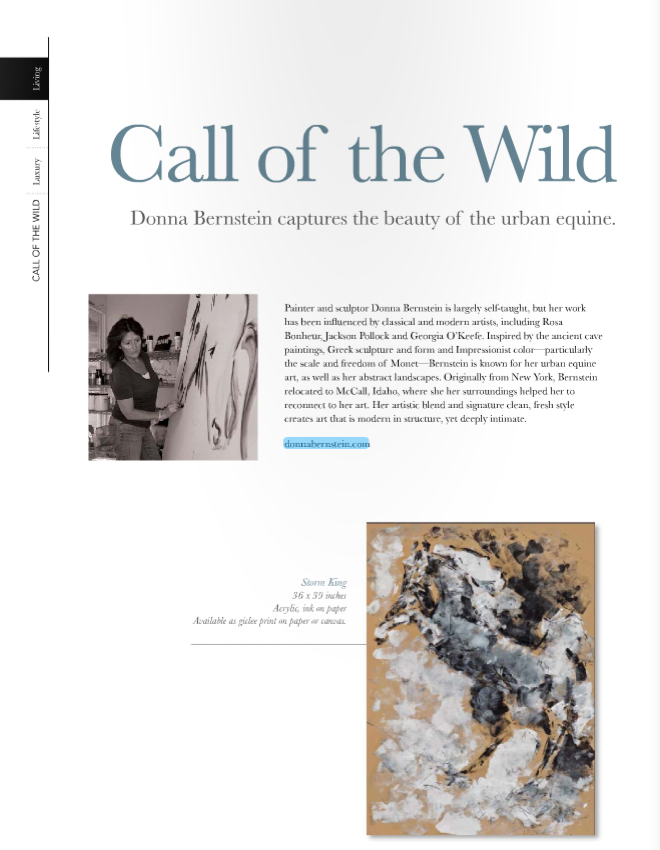 Living
Lifestyle
Luxury
CALL OF THE WILD
Call of the Wild
Donna Bernstein captures the beauty of the urban equine.
Painter and sculptor Donna Bernstein is largely self-taught, but her work
has been influenced by classical and modern artists, including Rosa
Bonheur, Jackson Pollock and Georgia O'Keefe. Inspired by the ancient cave
paintings, Greek sculpture and form and Impressionist color—particularly
the scale and freedom of Monet—Bernstein is known for her urban equine
art, as well as her abstract landscapes. Originally from New York, Bernstein
relocated to McCall, Idaho, where she her surroundings helped her to
reconnect to her art. Her artistic blend and signature clean, fresh style
creates art that is modern in structure, yet deeply intimate.
donnabernstein.com
Storm King
36 x 39 inches
Acrylic, ink on paper
Available as giclee print on paper or canvas.